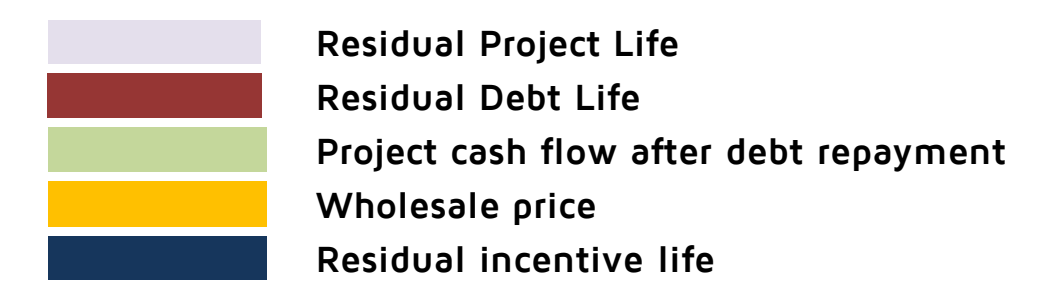 Residual Project Life
Residual Debt Life
Project cash flow after debt repayment
Wholesale price
Residual incentive life